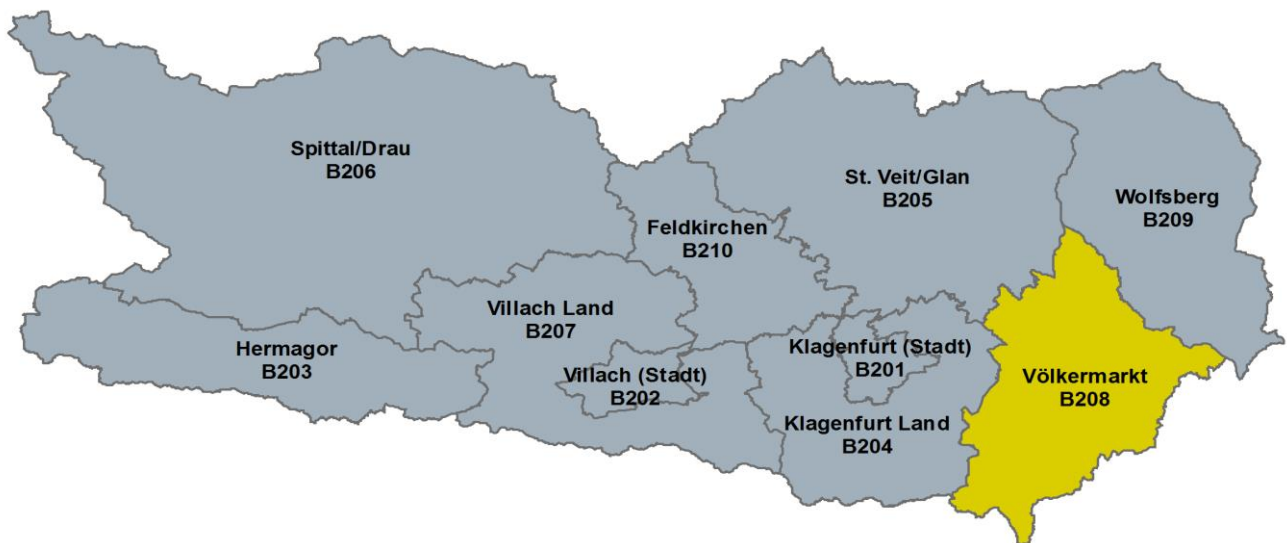 Spittal/Drau
B206
St. Veit/Glan
B205
Wolfsberg
B209
Feldkirchen
B210
Villach Land
B207
Hermagor
B203
Klagenfurt (Stadt)
B201
Villach (Stadt)
B202
Völkermarkt
B208
Klagenfurt Land
B204